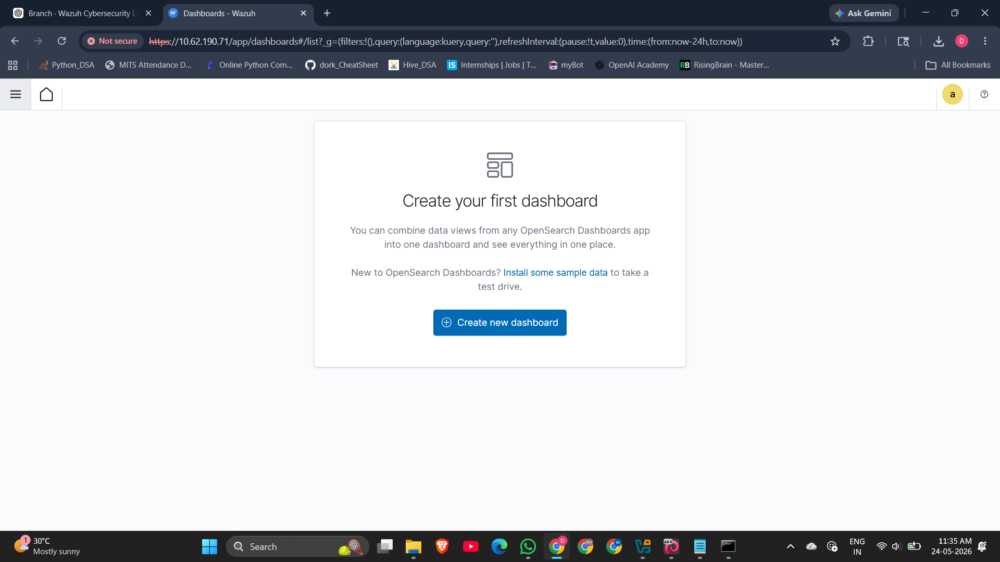 Branch · Wazuh Cybersecurity L
Dashboards - Wazuh
Ask Gemini
Not secure
https://10.62.190.71/app/dashboards#/list?_g=(filters:!(),query:(language:kuery,query:''),refreshInterval:(pause:!t,value:0),time:(from:now-24h,to:now))
D
Python_DSA
MITS Attendance D...
Online Python Com...
dork_CheatSheet
Hive_DSA
IS Internships | Jobs | T...
myBot
OpenAI Academy
RB RisingBrain - Master...
All Bookmarks
a
Create your first dashboard
You can combine data views from any OpenSearch Dashboards app
into one dashboard and see everything in one place.
New to OpenSearch Dashboards? Install some sample data to take a
test drive.
Create new dashboard
1
30°C
Mostly sunny
Search
D
My
M
x64
ENG
IN
11:35 AM
24-05-2026